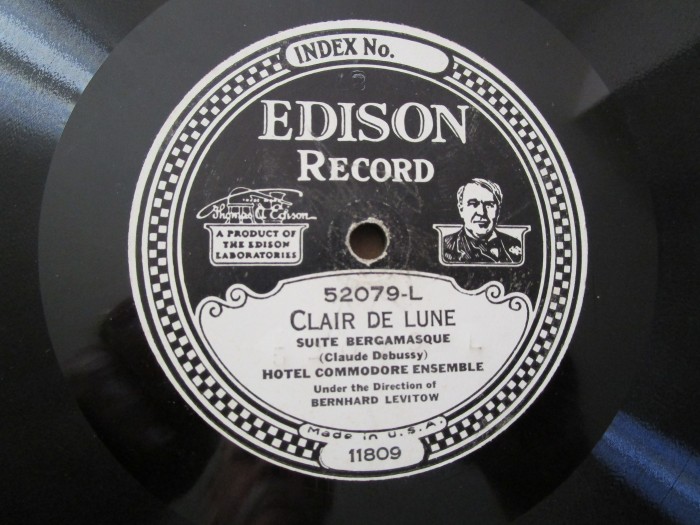 INDEX No.
EDISON
RECORD
Thomas A Edison
A PRODUCT OF
THE EDISON
LABORATORIES
52079-L
CLAIR DE LUNE
SUITE BERGAMASQUE
(Claude Debussy)
HOTEL COMMODORE ENSEMBLE
Under the Direction of
BERNHARD LEVITOW
Made in U.S.A.
11809